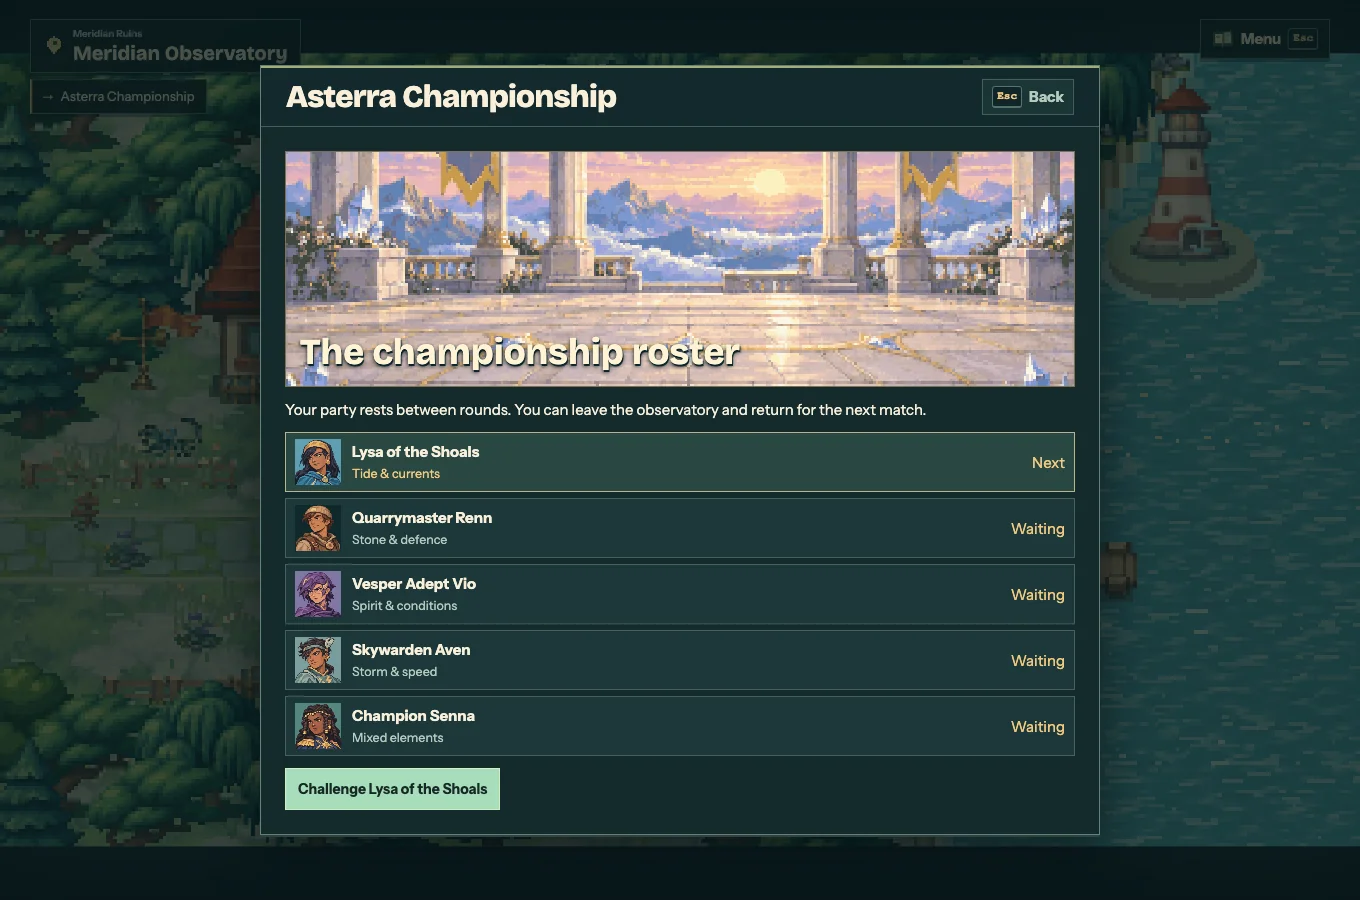 Meridian Ruins
Meridian Observatory
→ Asterra Championship
Menu Esc
Asterra Championship
Esc Back
The championship roster
Your party rests between rounds. You can leave the observatory and return for the next match.
Lysa of the Shoals
Tide & currents
Next
Quarrymaster Renn
Stone & defence
Waiting
Vesper Adept Vio
Spirit & conditions
Waiting
Skywarden Aven
Storm & speed
Waiting
Champion Senna
Mixed elements
Waiting
Challenge Lysa of the Shoals